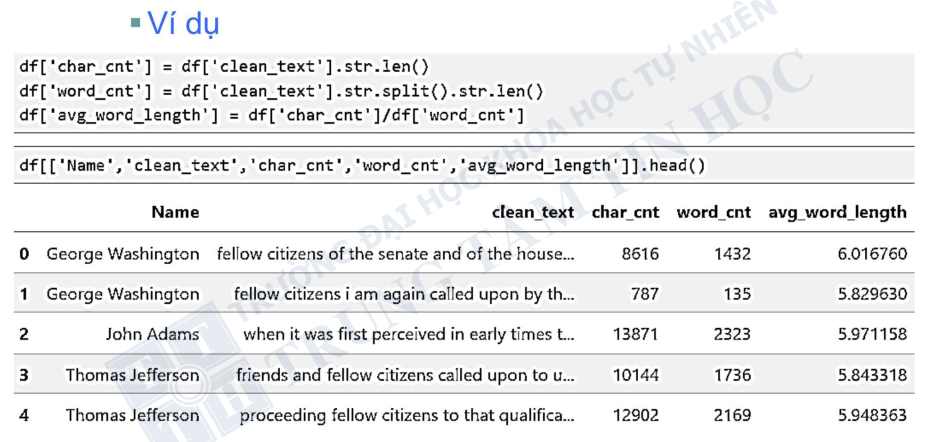 Ví dụ
df['char_cnt'] = df['clean_text'].str.len()
df['word_cnt'] = df['clean_text'].str.split().str.len()
df['avg_word_length'] = df['char_cnt']/df['word_cnt']
df[['Name','clean_text','char_cnt','word_cnt','avg_word_length']].head()
Name clean_text char_cnt word_cnt avg_word_length
0 George Washington fellow citizens of the senate and of the house... 8616 1432 6.016760
1 George Washington fellow citizens i am again called upon by th... 787 135 5.829630
2 John Adams when it was first perceived in early times t... 13871 2323 5.971158
3 Thomas Jefferson friends and fellow citizens called upon to u... 10144 1736 5.843318
4 Thomas Jefferson proceeding fellow citizens to that qualifica... 12902 2169 5.948363
TRƯỜNG ĐẠI HỌC KHOA HỌC TỰ NHIÊN
TRUNG TÂM TIN HỌC